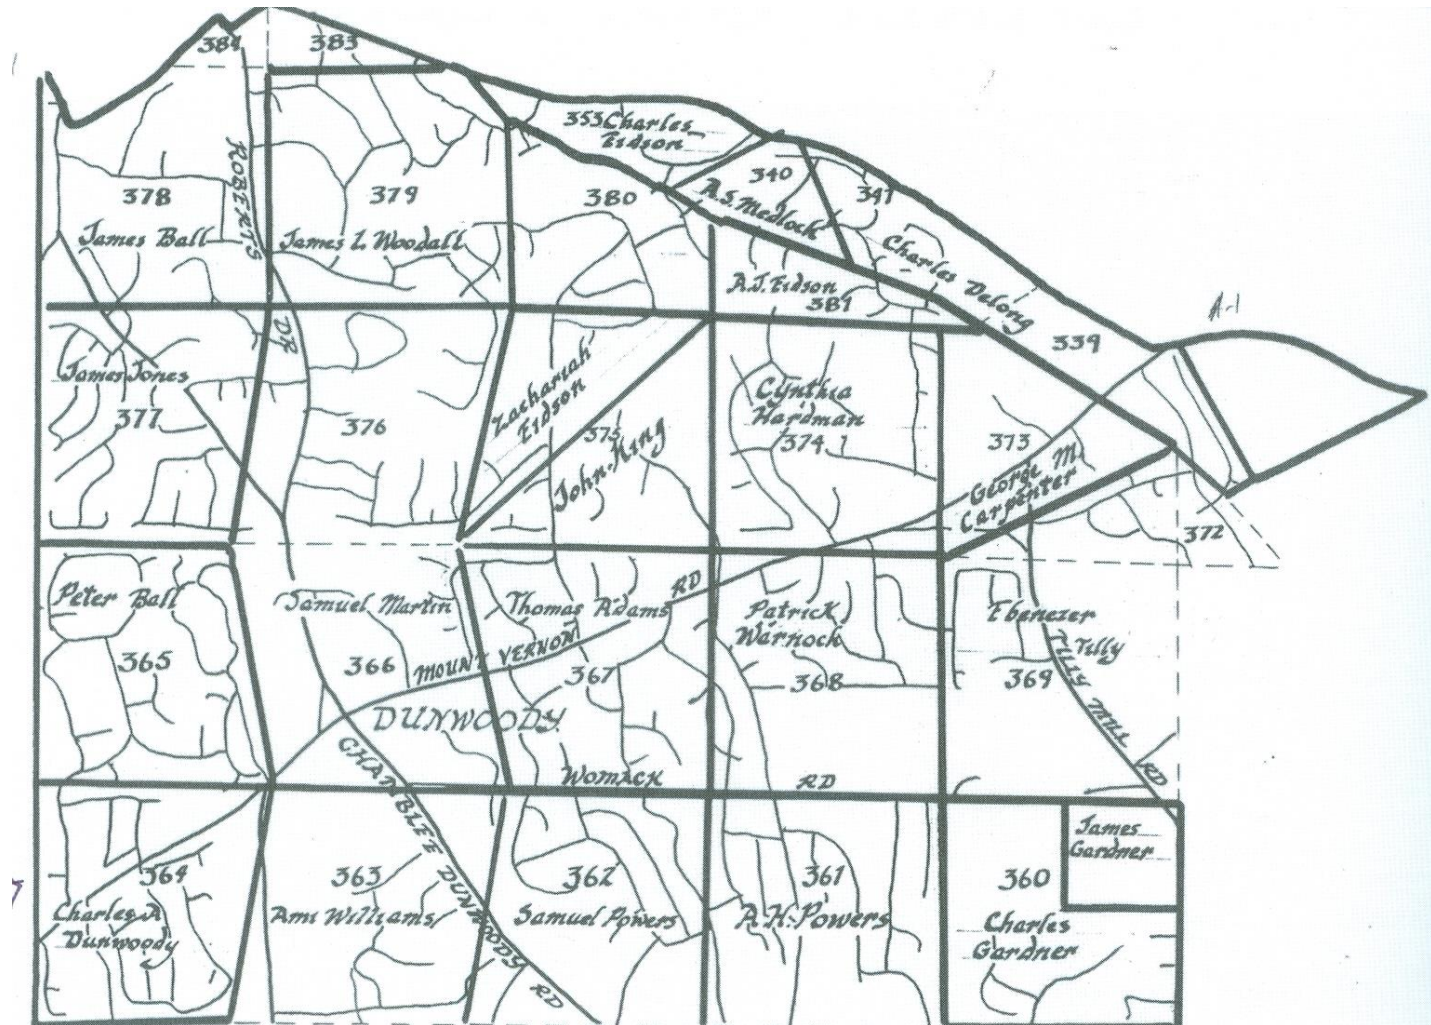 384
383
353 Charles
Eidson
ROBERTS
378
379
380
340
341
A.S. Medlock
James Ball
James L Woodall
Charles Delong
A.J. Eidson
381
A-1
DR
339
James Jones
377
376
Zachariah
Eidson
375
John King
Cynthia
Hardman
374
373
George M.
Carpenter
372
Peter Ball
365
Samuel Martin
366
Thomas Adams
367
MOUNT VERNON
RD
Patrick
Warnock
368
Ebenezer
Tilly
369
TILLY MILL
RD
DUNWOODY
CHAMBLEE DUNWOODY
RD
WOMACK
RD
364
Charles A
Dunwoody
363
Ami Williams
362
Samuel Powers
361
A.H. Powers
360
Charles
Gardner
James
Gardner